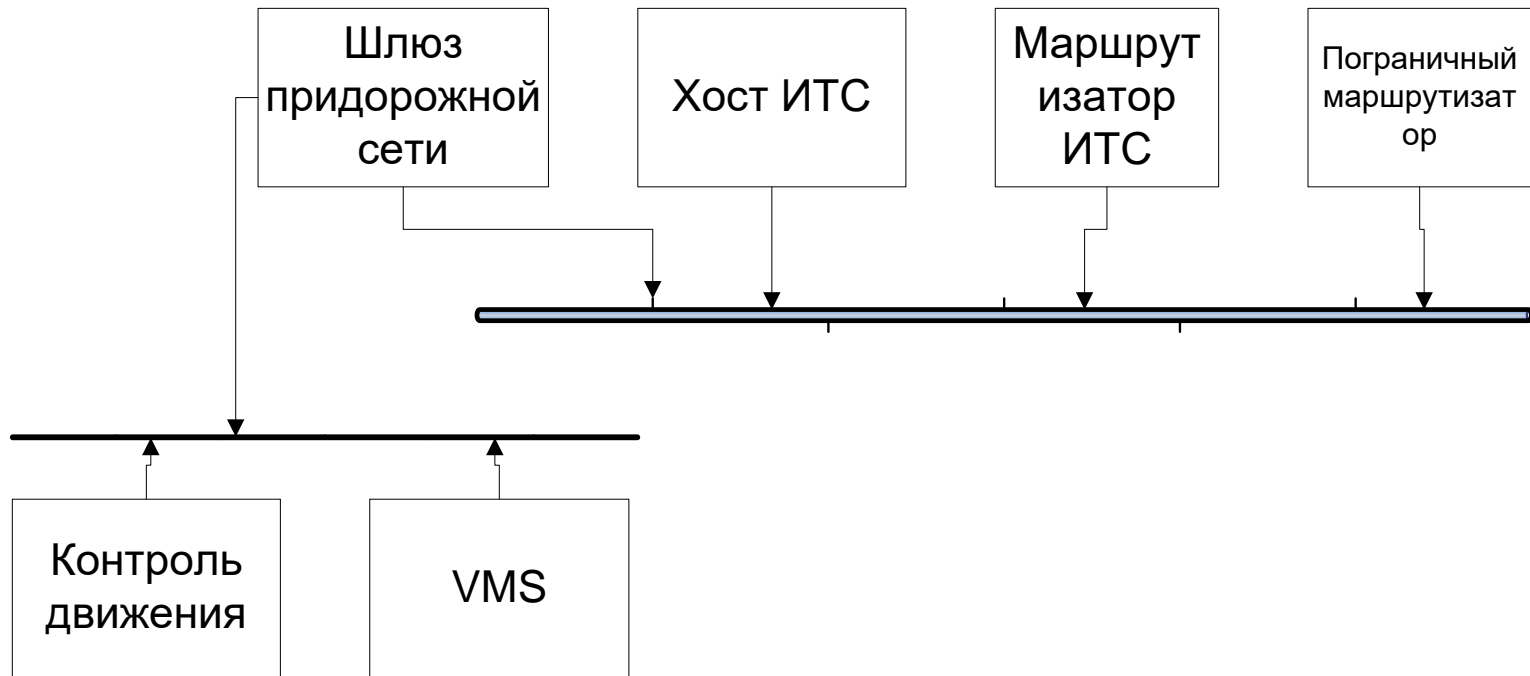 Шлюз
придорожной
сети
Хост ИТС
Маршрут
изатор
ИТС
Пограничный
маршрутизат
ор
Контроль
движения
VMS